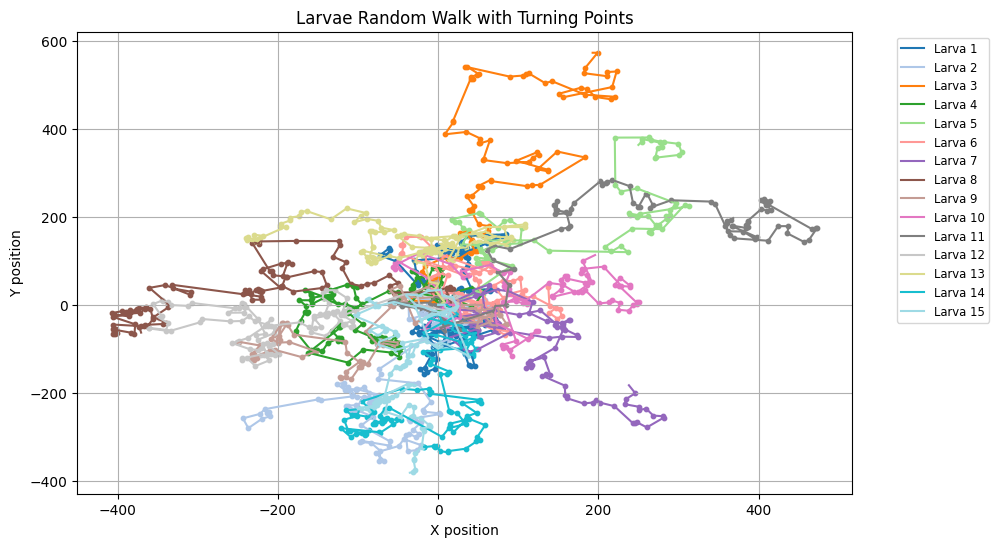 Larvae Random Walk with Turning Points
600
400
200
0
−200
−400
Y position
−400
−200
0
200
400
X position
Larva 1
Larva 2
Larva 3
Larva 4
Larva 5
Larva 6
Larva 7
Larva 8
Larva 9
Larva 10
Larva 11
Larva 12
Larva 13
Larva 14
Larva 15